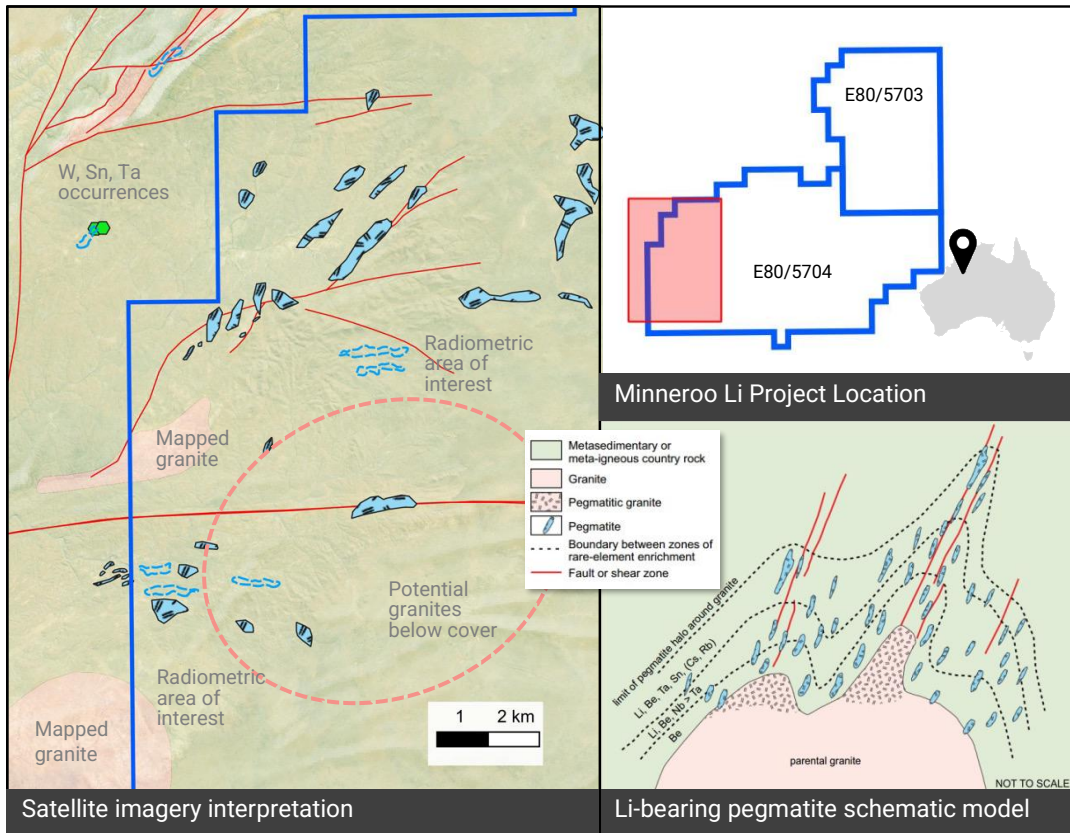 W, Sn, Ta
occurrences
Radiometric
area of
interest
Mapped
granite
Potential
granites
below cover
Radiometric
area of
interest
Mapped
granite
1 2 km
Satellite imagery interpretation
E80/5703
E80/5704
Minneroo Li Project Location
Metasedimentary or
meta-igneous country rock
Granite
Pegmatitic granite
Pegmatite
Boundary between zones of
rare-element enrichment
Fault or shear zone
limit of pegmatite halo around granite
Li, Be, Ta, Sn, (Cs, Rb)
Li, Be, Nb > Ta
Be
parental granite
NOT TO SCALE
Li-bearing pegmatite schematic model